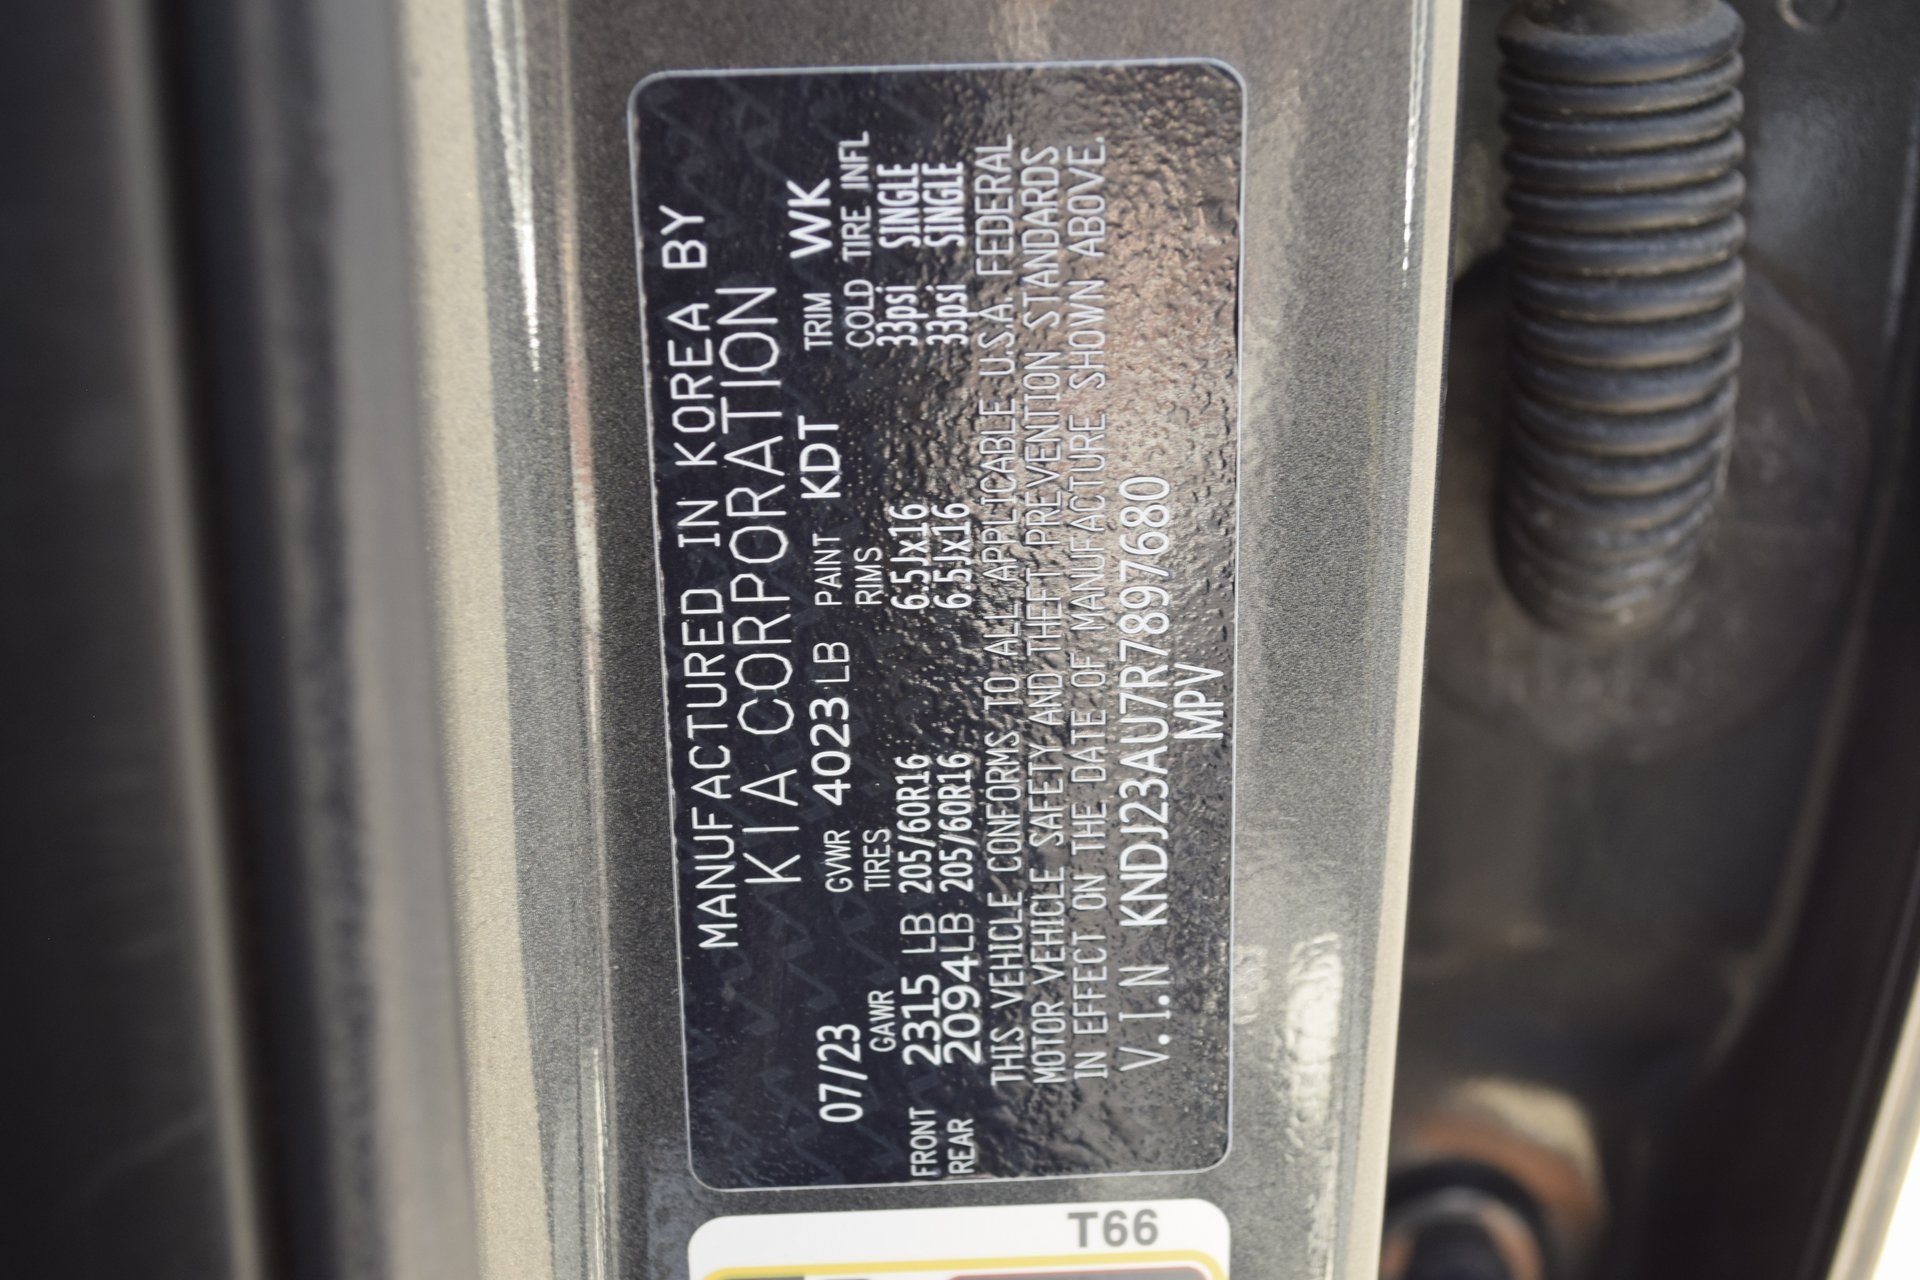 MANUFACTURED IN KOREA BY
KIA CORPORATION
07/23 GVWR 4023 LB PAINT KDT TRIM WK
GAWR TIRES RIMS COLD TIRE INFL
FRONT 2315 LB 205/60R16 6.5Jx16 33psi SINGLE
REAR 2094LB 205/60R16 6.5Jx16 33psi SINGLE
THIS VEHICLE CONFORMS TO ALL APPLICABLE U.S.A. FEDERAL
MOTOR VEHICLE SAFETY AND THEFT PREVENTION STANDARDS
IN EFFECT ON THE DATE OF MANUFACTURE SHOWN ABOVE.
V.I.N KNDJ23AU7R7897680
MPV
T66